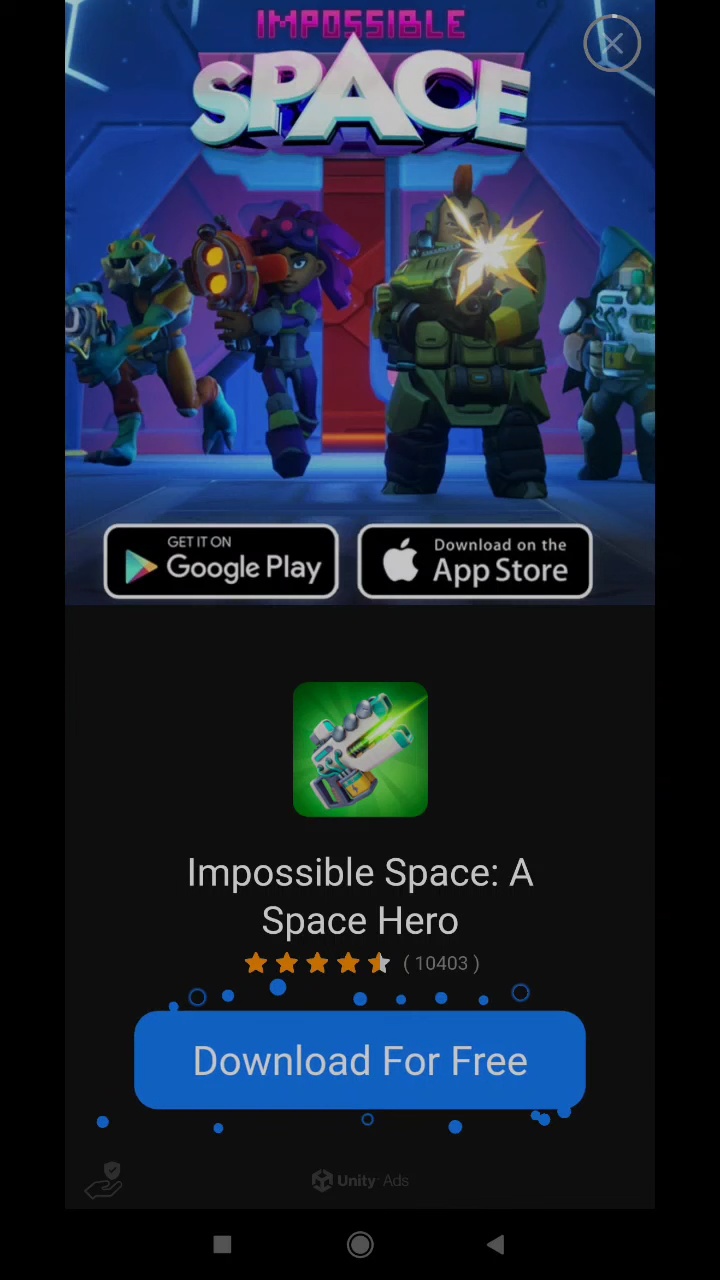 IMPOSSIBLE
SPACE
GET IT ON
Google Play
Download on the
App Store
Impossible Space: A
Space Hero
( 10403 )
Download For Free
Unity Ads